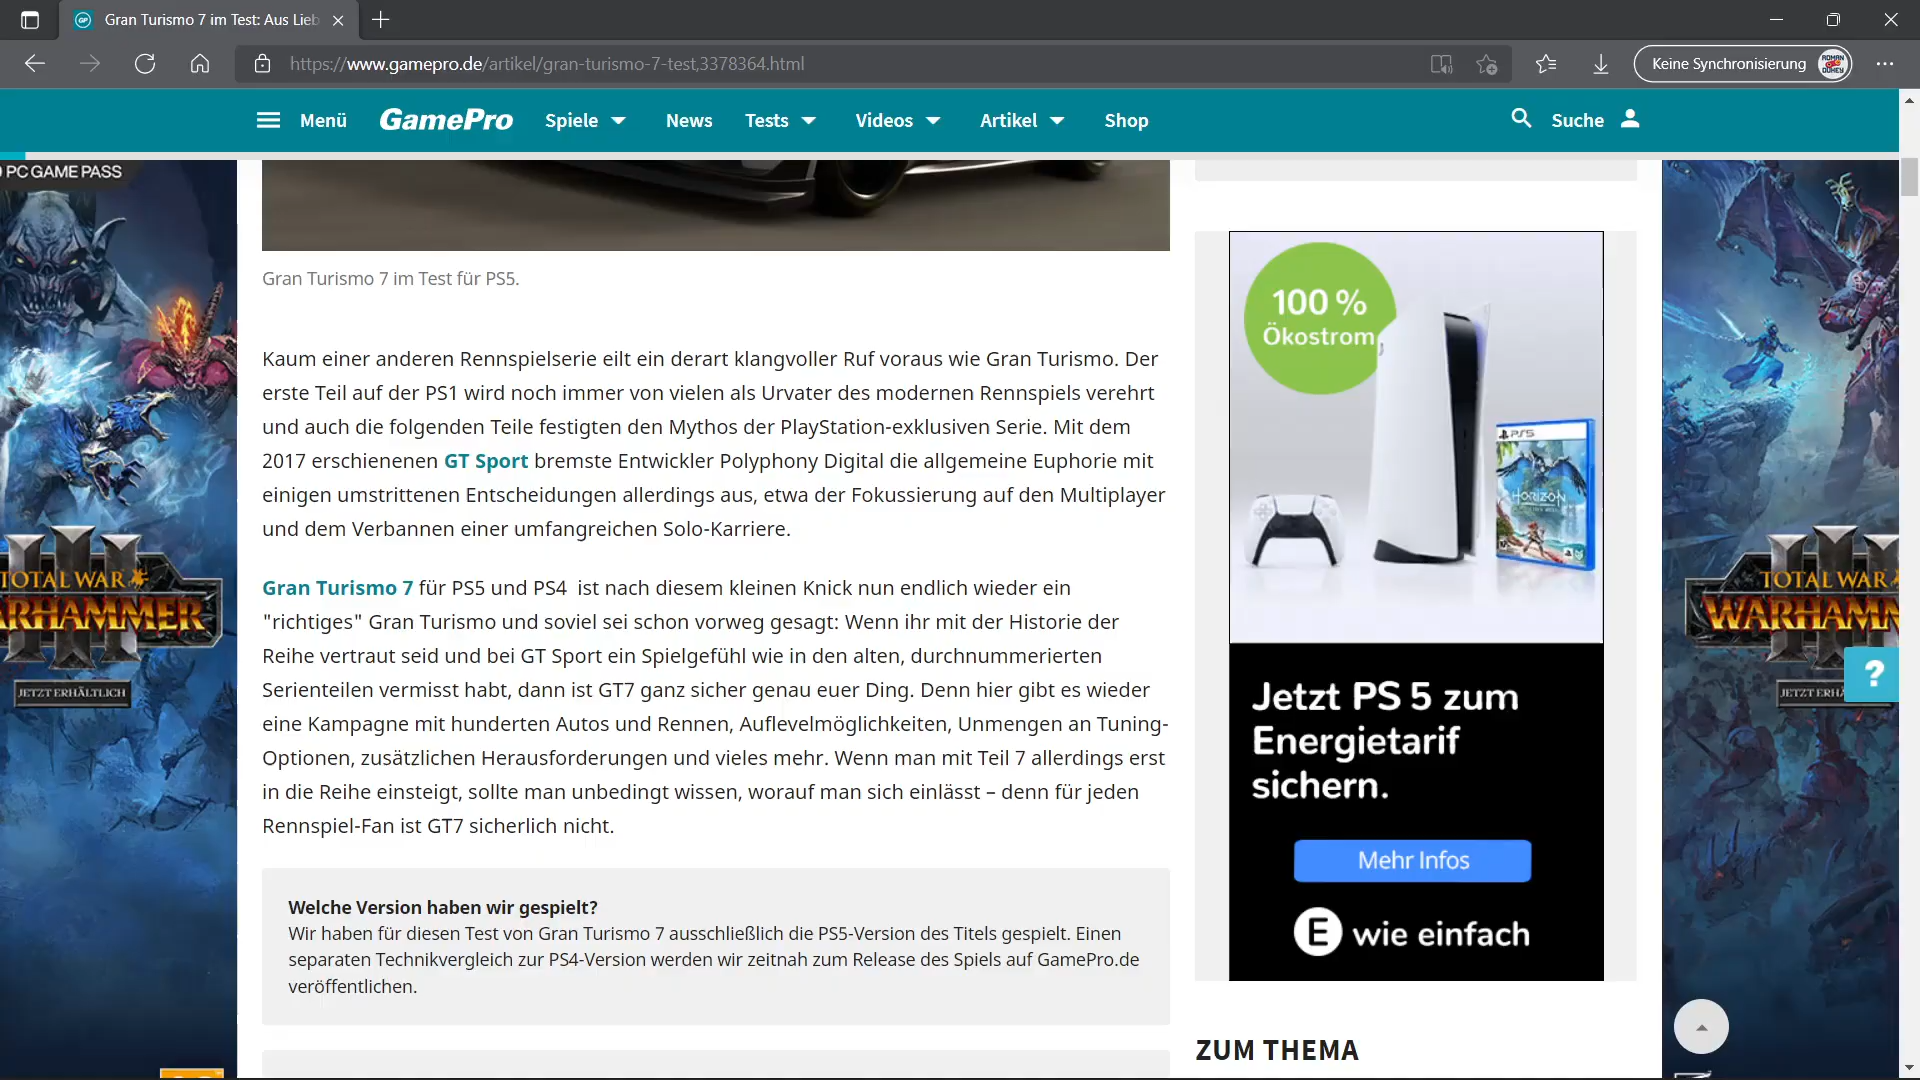 Gran Turismo 7 im Test: Aus Lieb
https://www.gamepro.de/artikel/gran-turismo-7-test,3378364.html
Keine Synchronisierung
Menü
GamePro
Spiele
News
Tests
Videos
Artikel
Shop
Suche
PC GAME PASS
Gran Turismo 7 im Test für PS5.
Kaum einer anderen Rennspielserie eilt ein derart klangvoller Ruf voraus wie Gran Turismo. Der
erste Teil auf der PS1 wird noch immer von vielen als Urvater des modernen Rennspiels verehrt
und auch die folgenden Teile festigten den Mythos der PlayStation-exklusiven Serie. Mit dem
2017 erschienenen GT Sport bremste Entwickler Polyphony Digital die allgemeine Euphorie mit
einigen umstrittenen Entscheidungen allerdings aus, etwa der Fokussierung auf den Multiplayer
und dem Verbannen einer umfangreichen Solo-Karriere.
Gran Turismo 7 für PS5 und PS4 ist nach diesem kleinen Knick nun endlich wieder ein
"richtiges" Gran Turismo und soviel sei schon vorweg gesagt: Wenn ihr mit der Historie der
Reihe vertraut seid und bei GT Sport ein Spielgefühl wie in den alten, durchnummerierten
Serienteilen vermisst habt, dann ist GT7 ganz sicher genau euer Ding. Denn hier gibt es wieder
eine Kampagne mit hunderten Autos und Rennen, Auflevelmöglichkeiten, Unmengen an Tuning-
Optionen, zusätzlichen Herausforderungen und vieles mehr. Wenn man mit Teil 7 allerdings erst
in die Reihe einsteigt, sollte man unbedingt wissen, worauf man sich einlässt – denn für jeden
Rennspiel-Fan ist GT7 sicherlich nicht.
Welche Version haben wir gespielt?
Wir haben für diesen Test von Gran Turismo 7 ausschließlich die PS5-Version des Titels gespielt. Einen
separaten Technikvergleich zur PS4-Version werden wir zeitnah zum Release des Spiels auf GamePro.de
veröffentlichen.
100 %
Ökostrom
PS5
HORIZON
Jetzt PS 5 zum
Energietarif
sichern.
Mehr Infos
E wie einfach
ZUM THEMA
TOTAL WAR
WARHAMMER
III
JETZT ERHÄLTLICH
TOTAL WAR
WARHAMM
III
JETZT ERHÄ
?